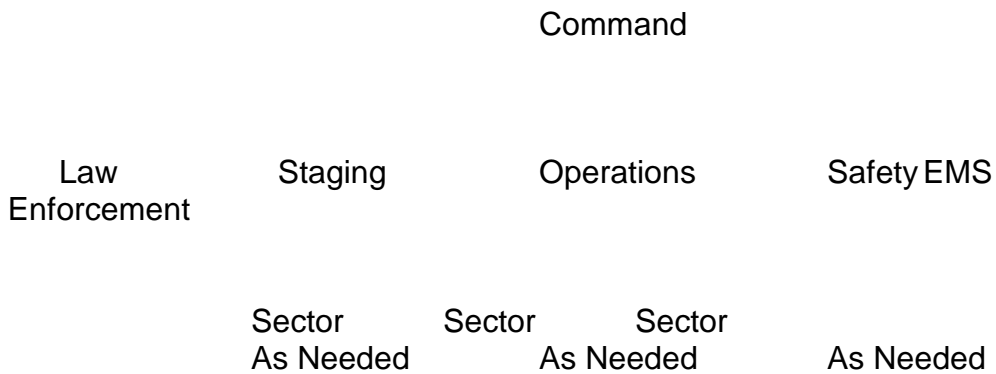 Command
Law Staging Operations Safety EMS
Enforcement
Sector Sector Sector
As Needed As Needed As Needed